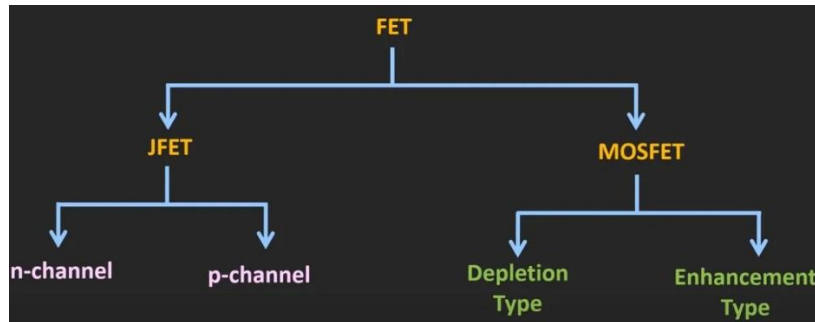 FET
JFET
MOSFET
n-channel
p-channel
Depletion
Type
Enhancement
Type